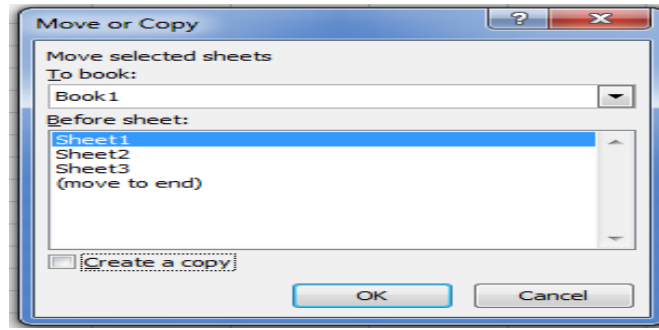 Move or Copy
Move selected sheets
To book:
Book1
Before sheet:
Sheet1
Sheet2
Sheet3
(move to end)
Create a copy
OK
Cancel